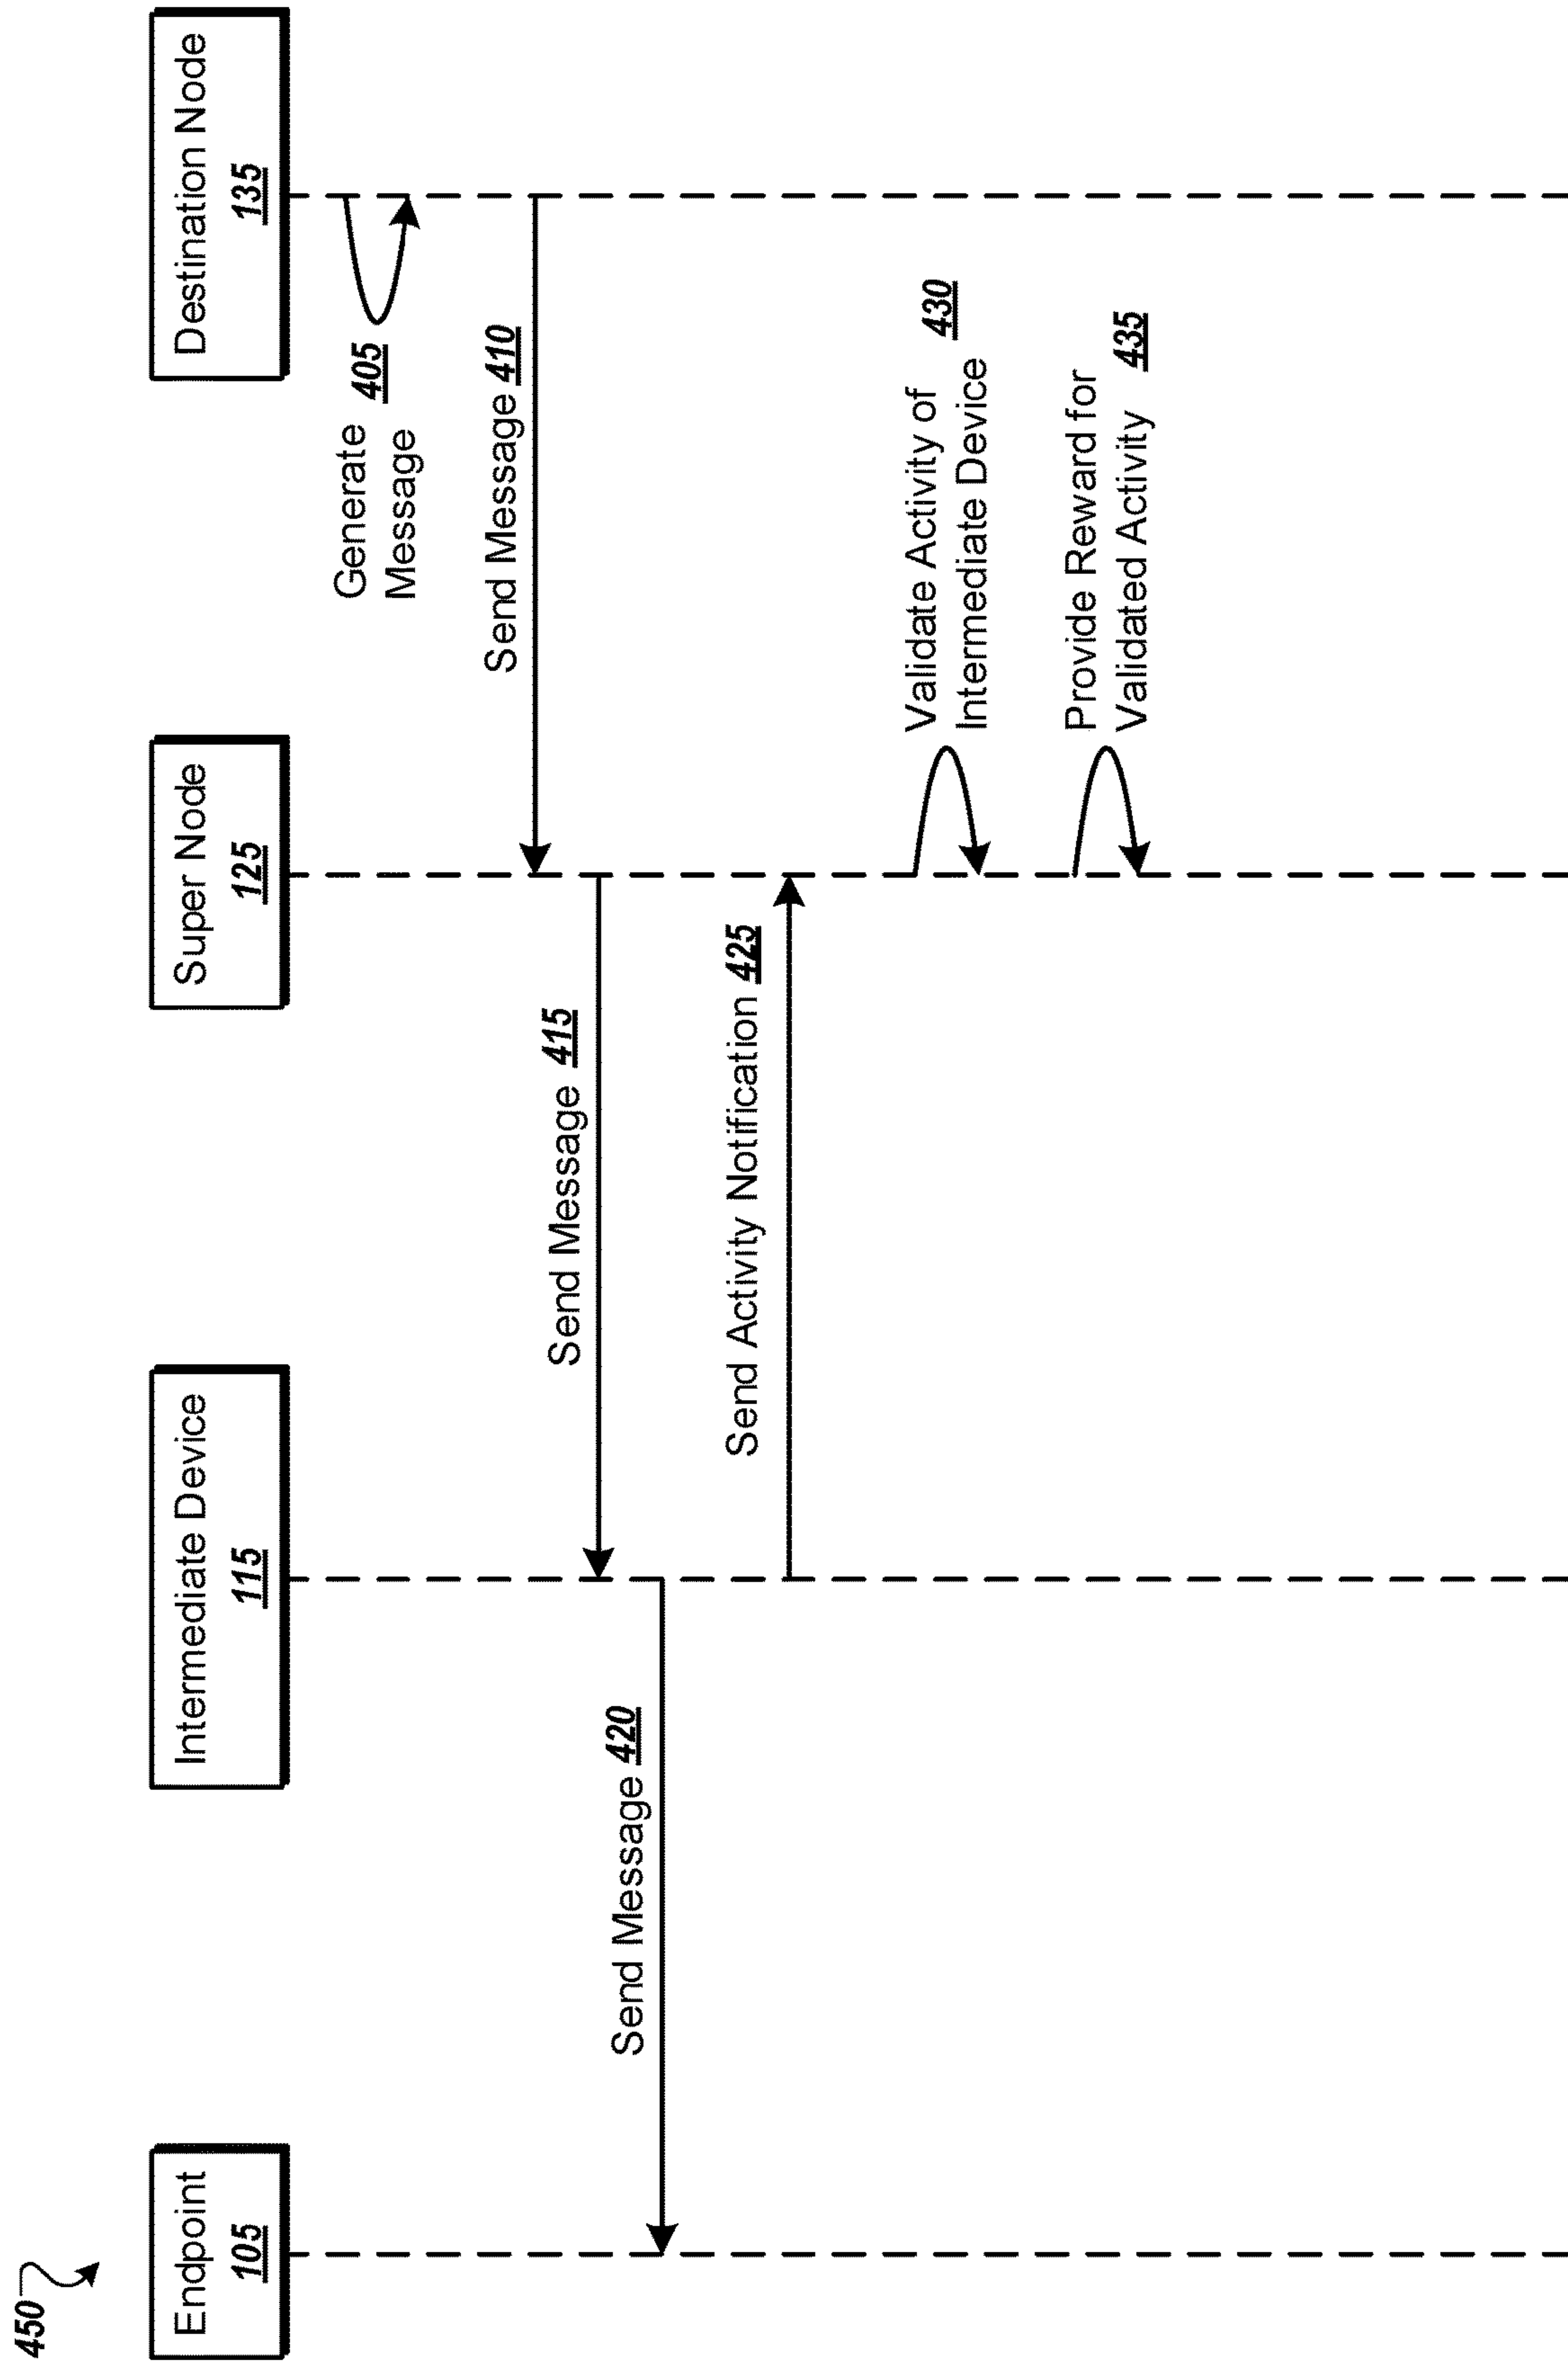 450
Endpoint
105
Intermediate Device
115
Super Node
125
Destination Node
135
Generate 405
Message
Send Message 410
Send Message 415
Send Message 420
Send Activity Notification 425
Validate Activity of 430
Intermediate Device
Provide Reward for
Validated Activity 435